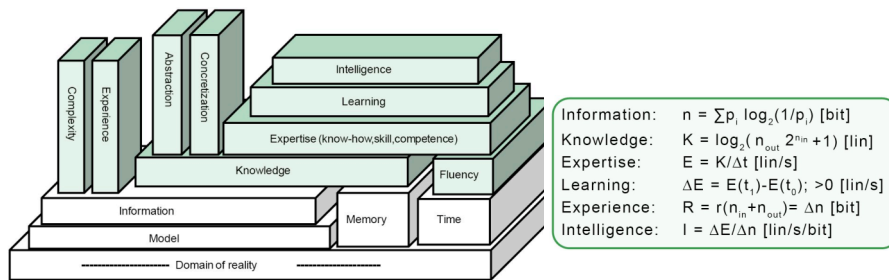 Complexity
Experience
Abstraction
Concretization
Intelligence
Learning
Expertise (know-how,skill,competence)
Knowledge
Fluency
Information
Memory
Time
Model
Domain of reality
Information: n = ∑pᵢ log₂(1/pᵢ) [bit]
Knowledge: K = log₂( n_out 2^n_in +1) [lin]
Expertise: E = K/Δt [lin/s]
Learning: ΔE = E(t₁)-E(t₀); >0 [lin/s]
Experience: R = r(n_in+n_out)= Δn [bit]
Intelligence: I = ΔE/Δn [lin/s/bit]